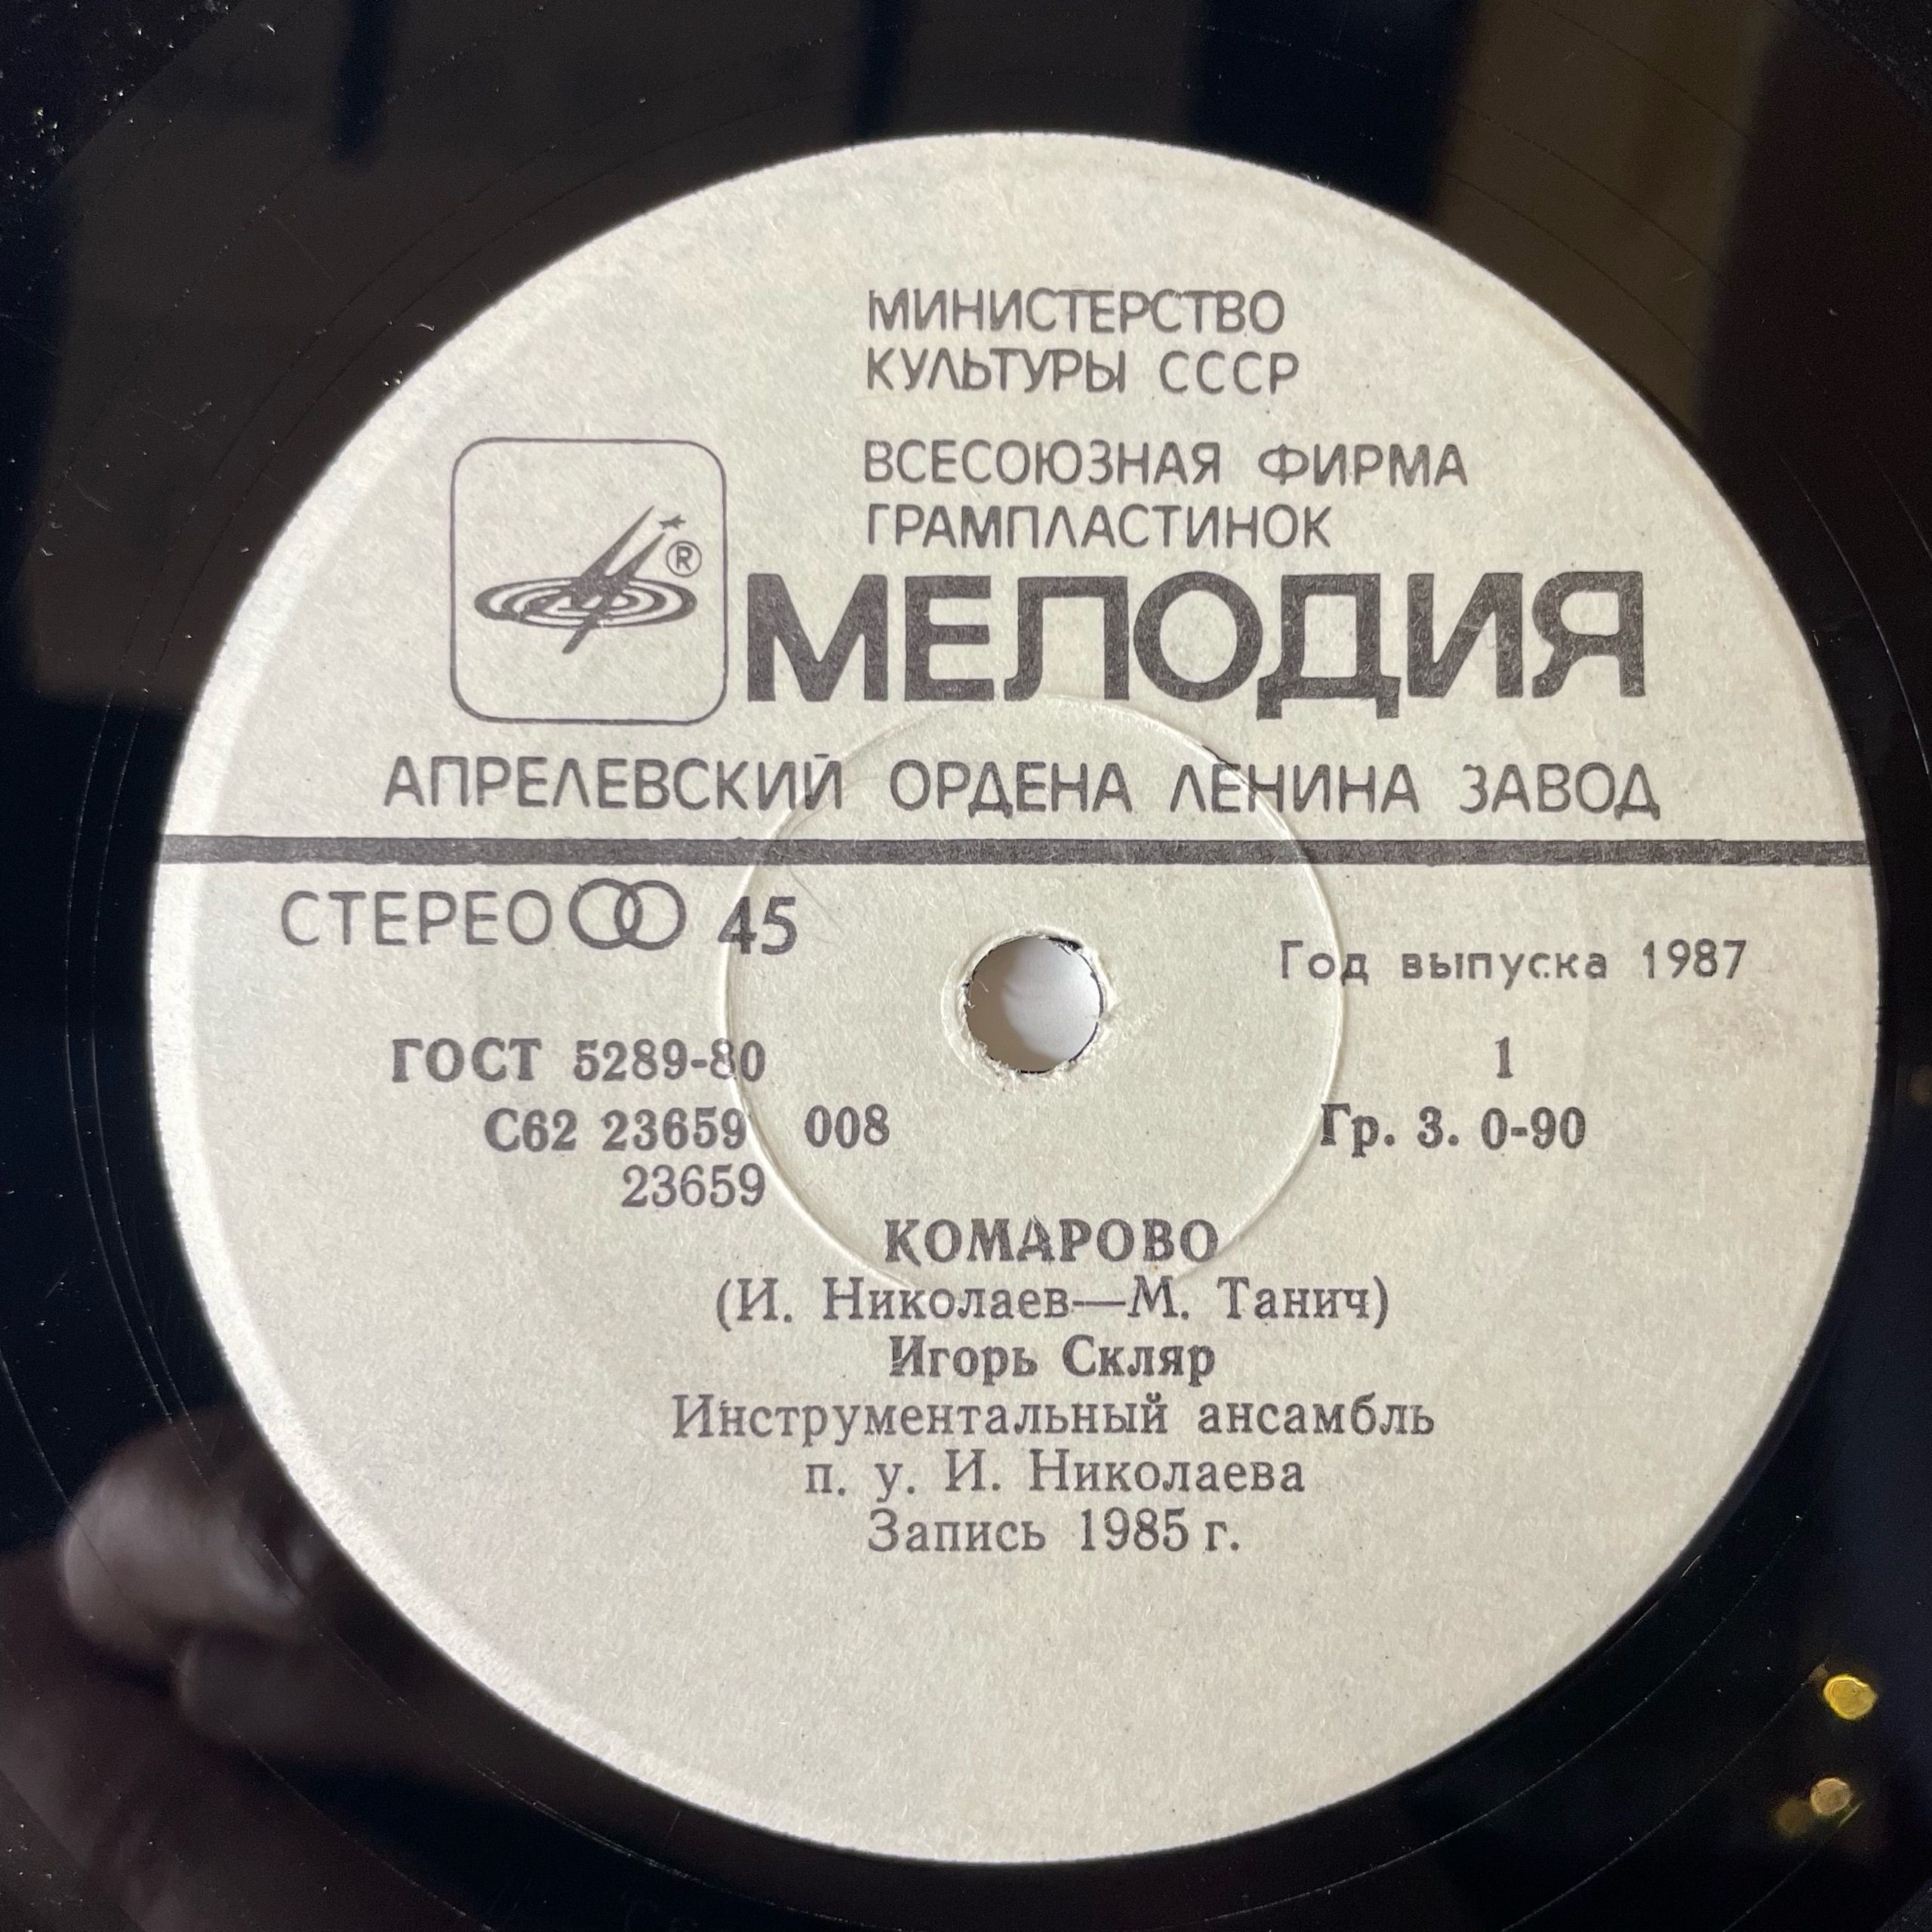 МИНИСТЕРСТВО
КУЛЬТУРЫ СССР
ВСЕСОЮЗНАЯ ФИРМА
ГРАМПЛАСТИНОК
®
МЕЛОДИЯ
АПРЕЛЕВСКИЙ ОРДЕНА ЛЕНИНА ЗАВОД
СТЕРЕО 45
Год выпуска 1987
ГОСТ 5289-80 1
С62 23659 008 Гр. 3. 0-90
23659
КОМАРОВО
(И. Николаев—М. Танич)
Игорь Скляр
Инструментальный ансамбль
п. у. И. Николаева
Запись 1985 г.